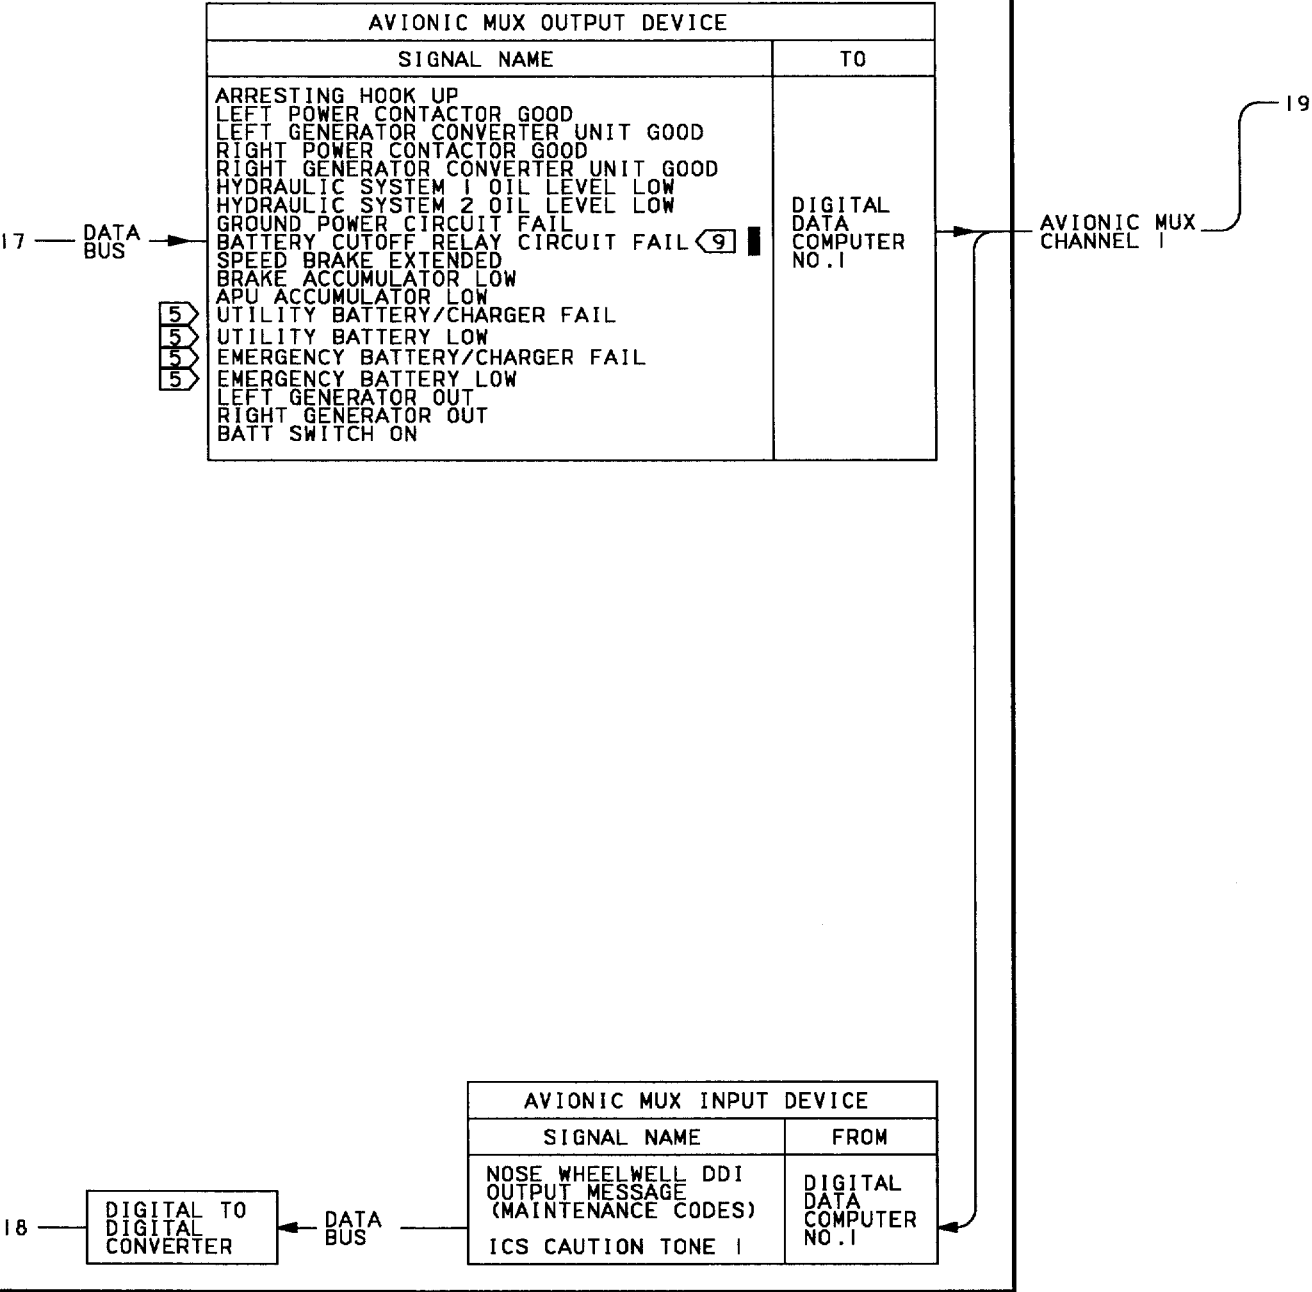 AVIONIC MUX OUTPUT DEVICE
SIGNAL NAME
TO
ARRESTING HOOK UP
LEFT POWER CONTACTOR GOOD
LEFT GENERATOR CONVERTER UNIT GOOD
RIGHT POWER CONTACTOR GOOD
RIGHT GENERATOR CONVERTER UNIT GOOD
HYDRAULIC SYSTEM 1 OIL LEVEL LOW
HYDRAULIC SYSTEM 2 OIL LEVEL LOW
GROUND POWER CIRCUIT FAIL
BATTERY CUTOFF RELAY CIRCUIT FAIL 9
SPEED BRAKE EXTENDED
BRAKE ACCUMULATOR LOW
APU ACCUMULATOR LOW
5 UTILITY BATTERY/CHARGER FAIL
5 UTILITY BATTERY LOW
5 EMERGENCY BATTERY/CHARGER FAIL
5 EMERGENCY BATTERY LOW
LEFT GENERATOR OUT
RIGHT GENERATOR OUT
BATT SWITCH ON
17
DATA
BUS
DIGITAL
DATA
COMPUTER
NO.1
AVIONIC MUX
CHANNEL 1
19
AVIONIC MUX INPUT DEVICE
SIGNAL NAME
FROM
NOSE WHEELWELL DDI
OUTPUT MESSAGE
(MAINTENANCE CODES)
ICS CAUTION TONE 1
DIGITAL
DATA
COMPUTER
NO.1
18
DIGITAL TO
DIGITAL
CONVERTER
DATA
BUS